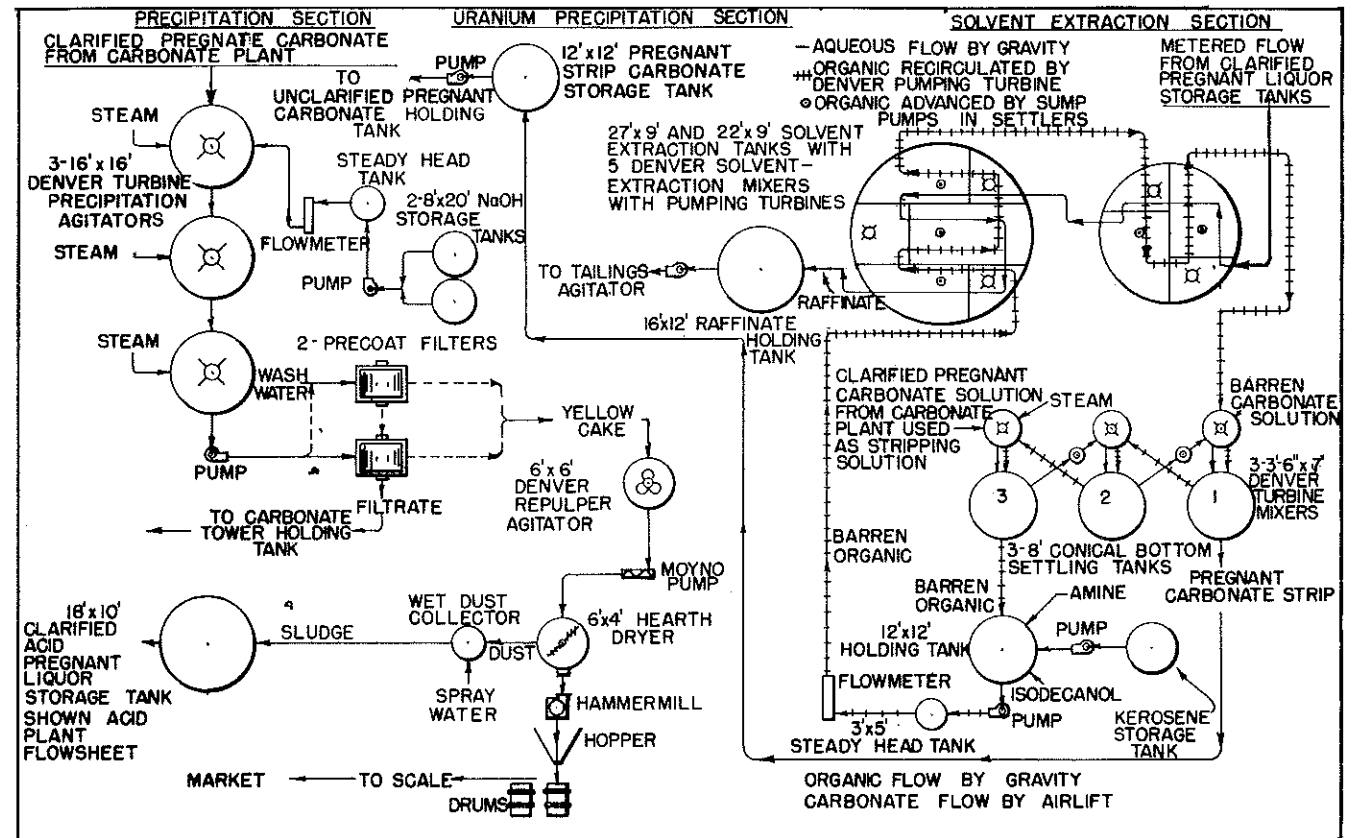 PRECIPITATION SECTION
URANIUM PRECIPITATION SECTION
SOLVENT EXTRACTION SECTION
CLARIFIED PREGNATE CARBONATE
FROM CARBONATE PLANT
STEAM
3-16'x16'
DENVER TURBINE
PRECIPITATION
AGITATORS
STEAM
STEAM
PUMP
FLOWMETER
STEADY HEAD
TANK
2-8'x20' NaOH
STORAGE
TANKS
PUMP
2-PRECOAT FILTERS
WASH
WATER
FILTRATE
TO CARBONATE
TOWER HOLDING
TANK
PUMP
TO
UNCLARIFIED PREGNANT
CARBONATE HOLDING
TANK
12'x12' PREGNANT
STRIP CARBONATE
STORAGE TANK
— AQUEOUS FLOW BY GRAVITY
ORGANIC RECIRCULATED BY
DENVER PUMPING TURBINE
ORGANIC ADVANCED BY SUMP
PUMPS IN SETTLERS
METERED FLOW
FROM CLARIFIED
PREGNANT LIQUOR
STORAGE TANKS
27'x9' AND 22'x9' SOLVENT
EXTRACTION TANKS WITH
5 DENVER SOLVENT-
EXTRACTION MIXERS
WITH PUMPING TURBINES
TO TAILINGS
AGITATOR
RAFFINATE
16'x12' RAFFINATE
HOLDING
TANK
YELLOW
CAKE
6'x6'
DENVER
REPULPER
AGITATOR
MOYNO
PUMP
6'x4' HEARTH
DRYER
DUST
WET DUST
COLLECTOR
SPRAY
WATER
SLUDGE
18'x10'
CLARIFIED
ACID
PREGNANT
LIQUOR
STORAGE TANK
SHOWN ACID
PLANT
FLOWSHEET
HAMMERMILL
HOPPER
MARKET
TO SCALE
DRUMS
CLARIFIED PREGNANT
CARBONATE SOLUTION
FROM CARBONATE
PLANT USED
AS STRIPPING
SOLUTION
STEAM
BARREN
CARBONATE
SOLUTION
3-3'6"x7'
DENVER
TURBINE
MIXERS
3
2
1
3-8' CONICAL BOTTOM
SETTLING TANKS
PREGNANT
CARBONATE STRIP
BARREN
ORGANIC
BARREN
ORGANIC
AMINE
12'x12'
HOLDING TANK
PUMP
ISODECANOL
PUMP
KEROSENE
STORAGE
TANK
FLOWMETER
3'x5'
STEADY HEAD TANK
ORGANIC FLOW BY GRAVITY
CARBONATE FLOW BY AIRLIFT